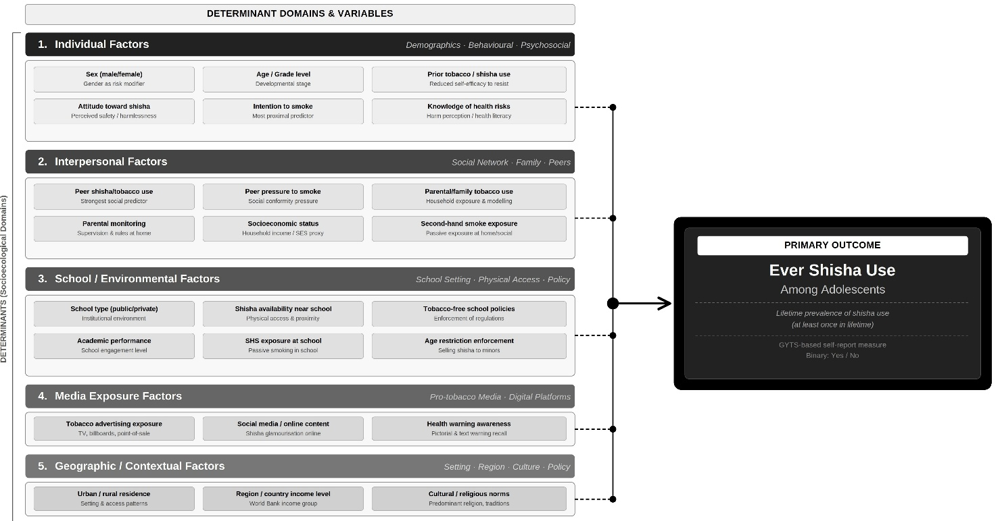 DETERMINANT DOMAINS & VARIABLES
DETERMINANTS (Socioecological Domains)
1. Individual Factors
Demographics · Behavioural · Psychosocial
Sex (male/female)
Gender as risk modifier
Age / Grade level
Developmental stage
Prior tobacco / shisha use
Reduced self-efficacy to resist
Attitude toward shisha
Perceived safety / harmlessness
Intention to smoke
Most proximal predictor
Knowledge of health risks
Harm perception / health literacy
2. Interpersonal Factors
Social Network · Family · Peers
Peer shisha/tobacco use
Strongest social predictor
Peer pressure to smoke
Social conformity pressure
Parental/family tobacco use
Household exposure & modelling
Parental monitoring
Supervision & rules at home
Socioeconomic status
Household income / SES proxy
Second-hand smoke exposure
Passive exposure at home/social
3. School / Environmental Factors
School Setting · Physical Access · Policy
School type (public/private)
Institutional environment
Shisha availability near school
Physical access & proximity
Tobacco-free school policies
Enforcement of regulations
Academic performance
School engagement level
SHS exposure at school
Passive smoking in school
Age restriction enforcement
Selling shisha to minors
4. Media Exposure Factors
Pro-tobacco Media · Digital Platforms
Tobacco advertising exposure
TV, billboards, point-of-sale
Social media / online content
Shisha glamourisation online
Health warning awareness
Pictorial & text warning recall
5. Geographic / Contextual Factors
Setting · Region · Culture · Policy
Urban / rural residence
Setting & access patterns
Region / country income level
World Bank income group
Cultural / religious norms
Predominant religion, traditions
PRIMARY OUTCOME
Ever Shisha Use
Among Adolescents
Lifetime prevalence of shisha use
(at least once in lifetime)
GYTS-based self-report measure
Binary: Yes / No